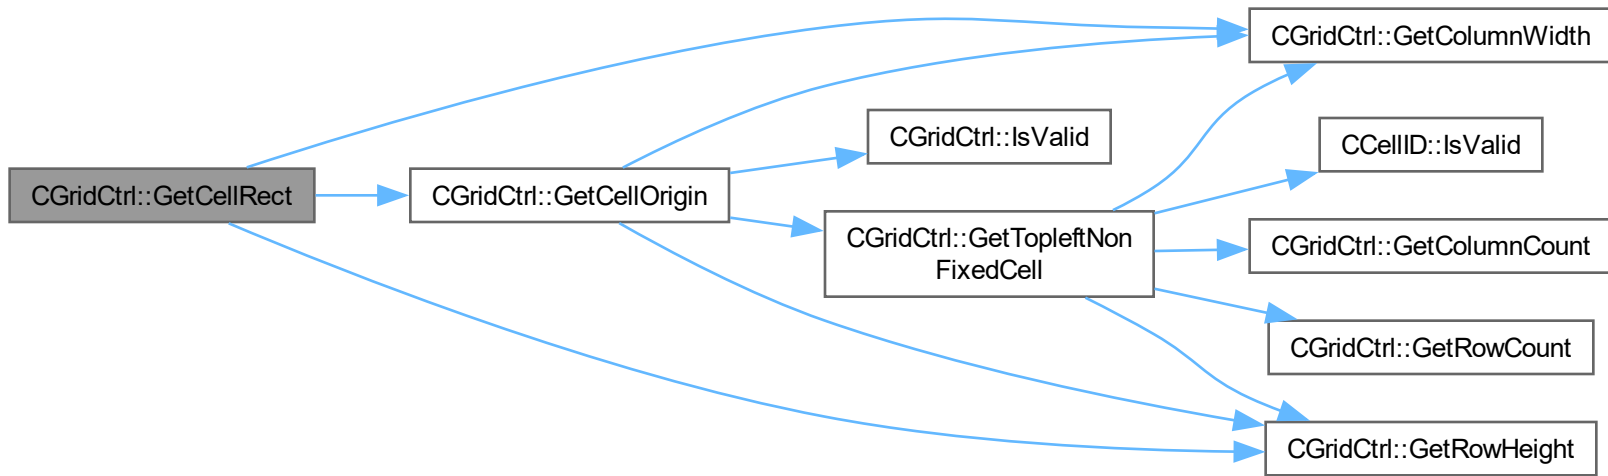 CGridCtrl::GetCellRect
CGridCtrl::GetCellOrigin
CGridCtrl::IsValid
CGridCtrl::GetTopleftNon
FixedCell
CGridCtrl::GetColumnWidth
CCellID::IsValid
CGridCtrl::GetColumnCount
CGridCtrl::GetRowCount
CGridCtrl::GetRowHeight